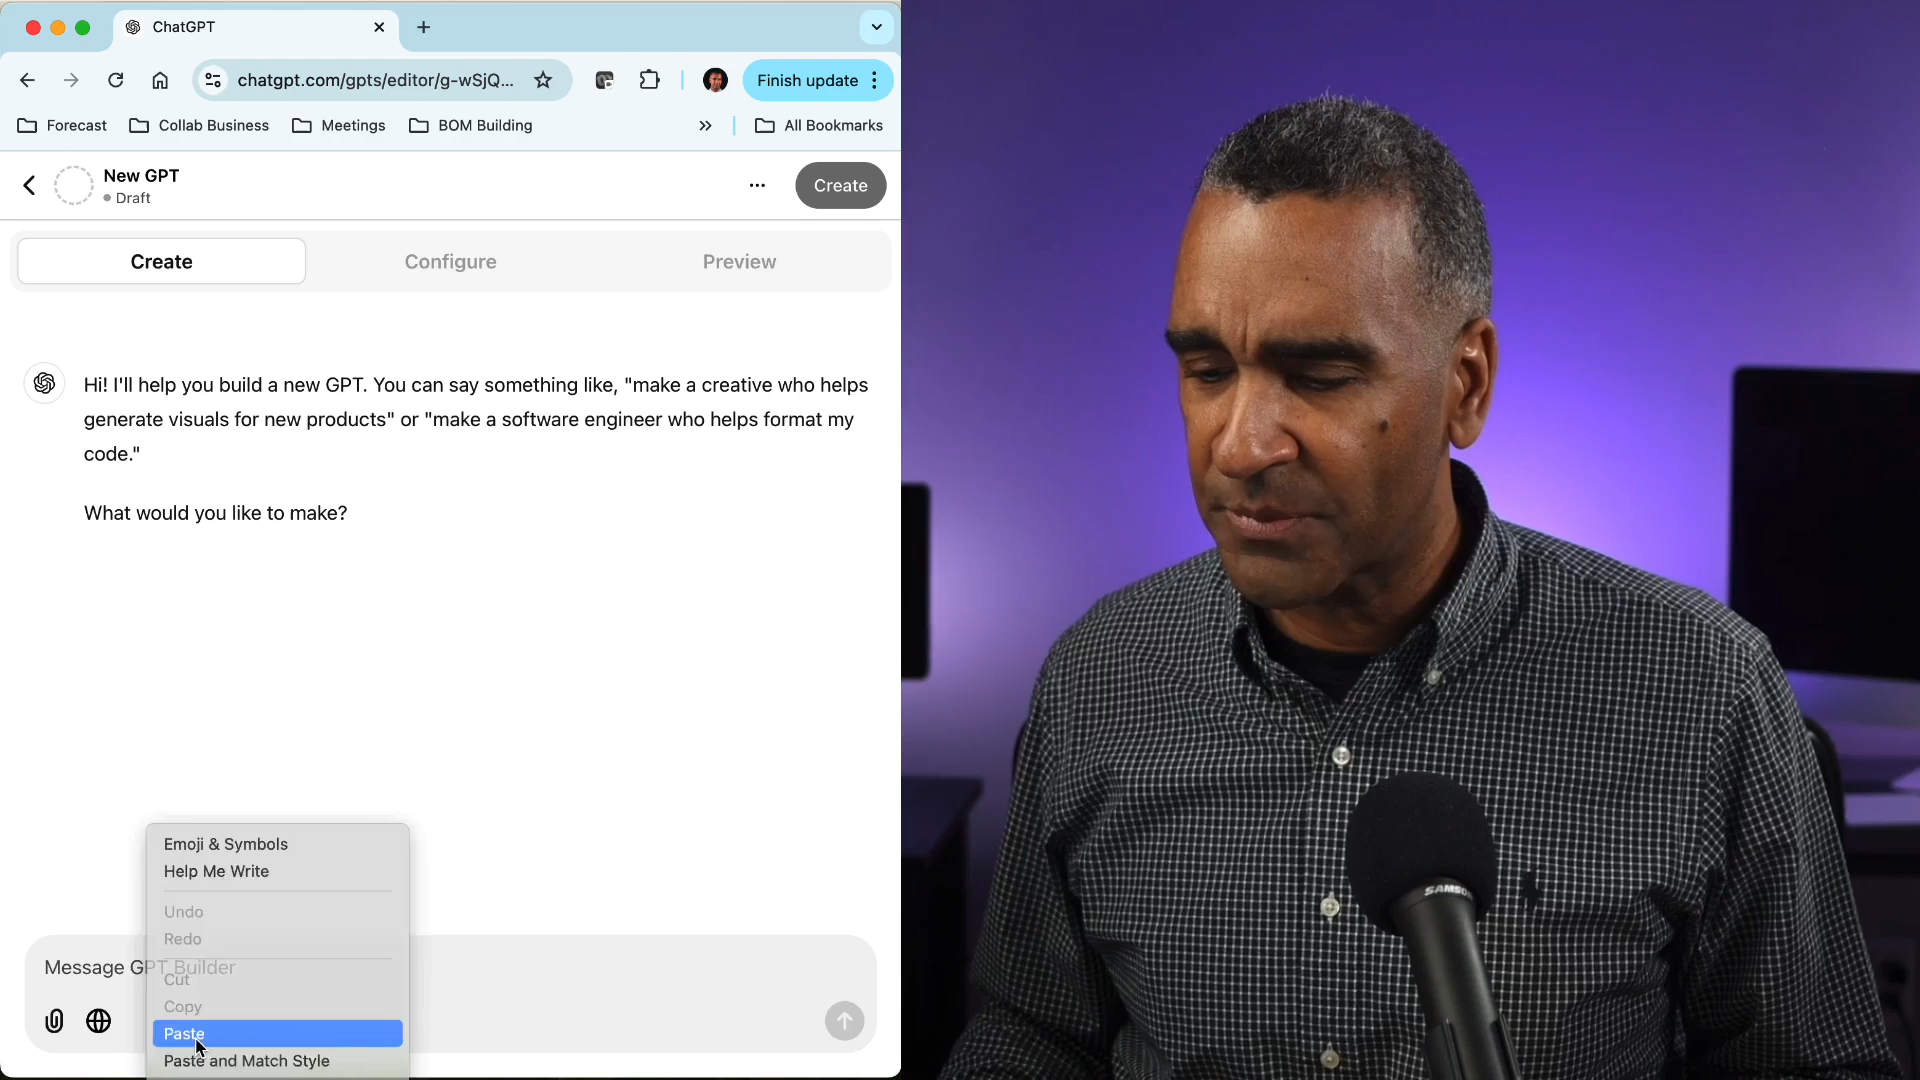 ChatGPT
chatgpt.com/gpts/editor/g-wSjQ...
Finish update
Forecast
Collab Business
Meetings
BOM Building
All Bookmarks
New GPT
Draft
Create
Create
Configure
Preview
Hi! I'll help you build a new GPT. You can say something like, "make a creative who helps
generate visuals for new products" or "make a software engineer who helps format my
code."
What would you like to make?
Emoji & Symbols
Help Me Write
Undo
Redo
Message GPT Builder
Cut
Copy
Paste
Paste and Match Style
SAMSON